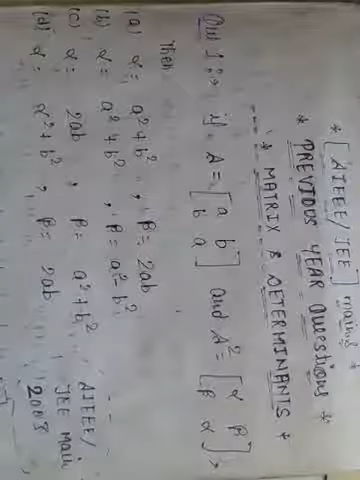 * [AIEEE/JEE] mains *
* PREVIOUS YEAR Questions *
* MATRIX & DETERMINANTS *
Que 1 :→ if A = [a b
b a] and A² = [α β
β α],
Then
(a) α = a²+b² , β = 2ab
(b) α = a²+b² , β = a²-b²
(c) α = 2ab , β = a²+b²
(d) α = α²+b² , β = 2ab
AIEEE/
JEE main
2003